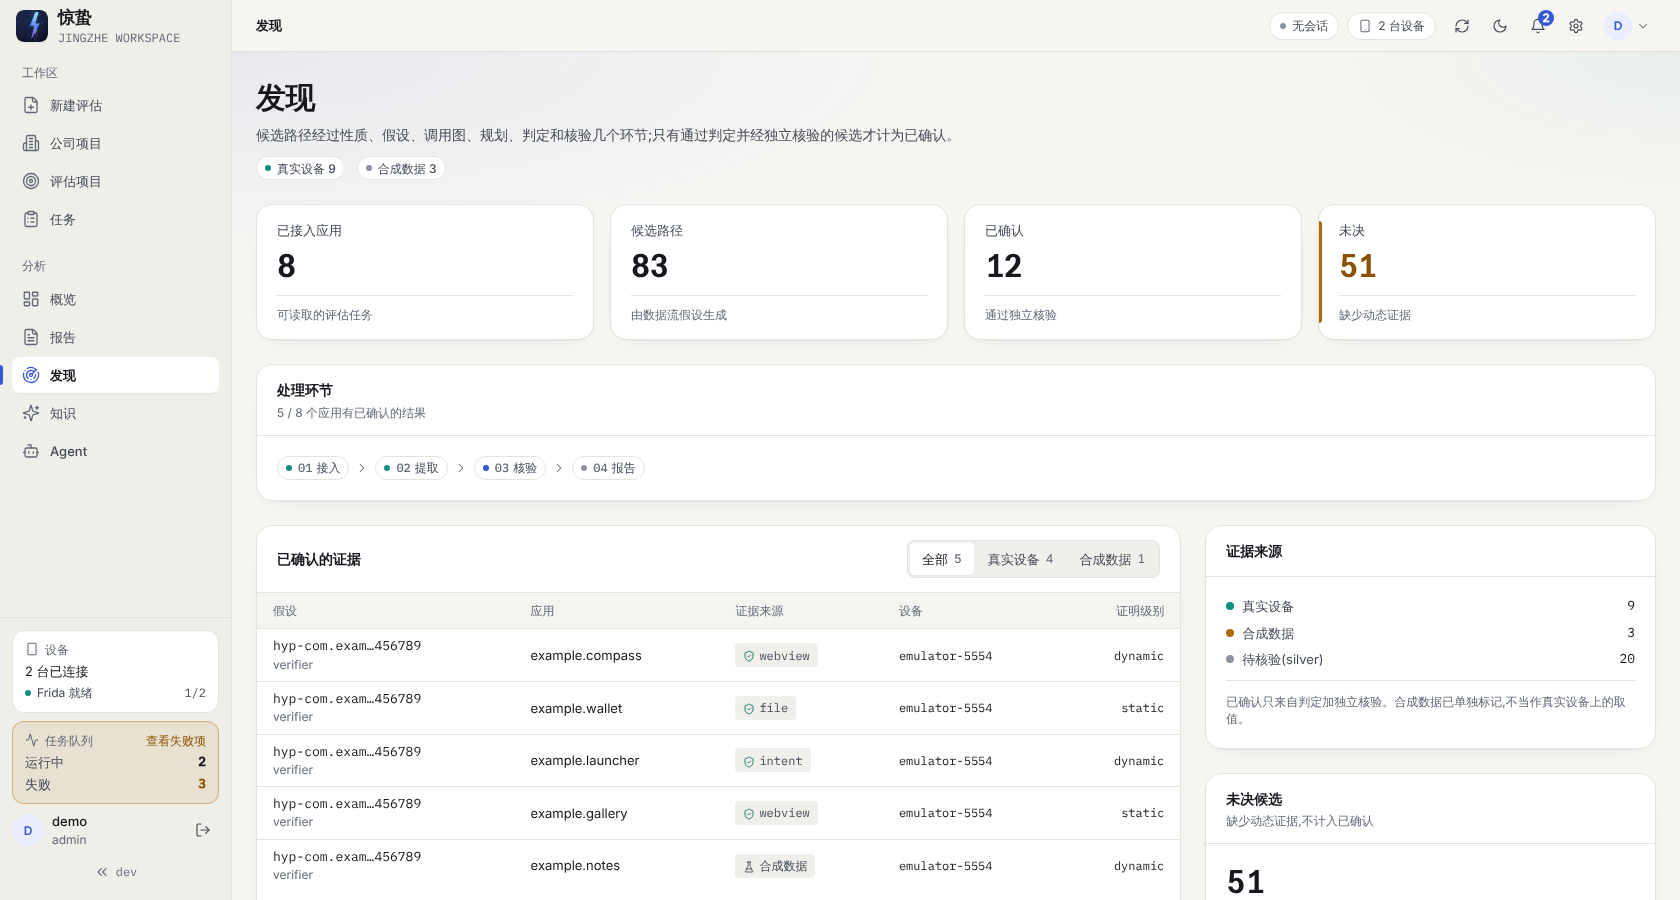 惊蛰
JINGZHE WORKSPACE
工作区
新建评估
公司项目
评估项目
任务
分析
概览
报告
发现
知识
Agent
设备
2 台已连接
Frida 就绪 1/2
任务队列 查看失败项
运行中 2
失败 3
D demo
admin
dev
发现 无会话 2 台设备 2 D
发现
候选路径经过性质、假设、调用图、规划、判定和核验几个环节;只有通过判定并经独立核验的候选才计为已确认。
真实设备 9 合成数据 3
已接入应用
8
可读取的评估任务
候选路径
83
由数据流假设生成
已确认
12
通过独立核验
未决
51
缺少动态证据
处理环节
5 / 8 个应用有已确认的结果
01 接入 02 提取 03 核验 04 报告
已确认的证据 全部 5 真实设备 4 合成数据 1
假设 应用 证据来源 设备 证明级别
hyp-com.exam…456789
verifier example.compass webview emulator-5554 dynamic
hyp-com.exam…456789
verifier example.wallet file emulator-5554 static
hyp-com.exam…456789
verifier example.launcher intent emulator-5554 dynamic
hyp-com.exam…456789
verifier example.gallery webview emulator-5554 static
hyp-com.exam…456789
verifier example.notes 合成数据 emulator-5554 dynamic
证据来源
真实设备 9
合成数据 3
待核验(silver) 20
已确认只来自判定加独立核验。合成数据已单独标记,不当作真实设备上的取
值。
未决候选
缺少动态证据,不计入已确认
51